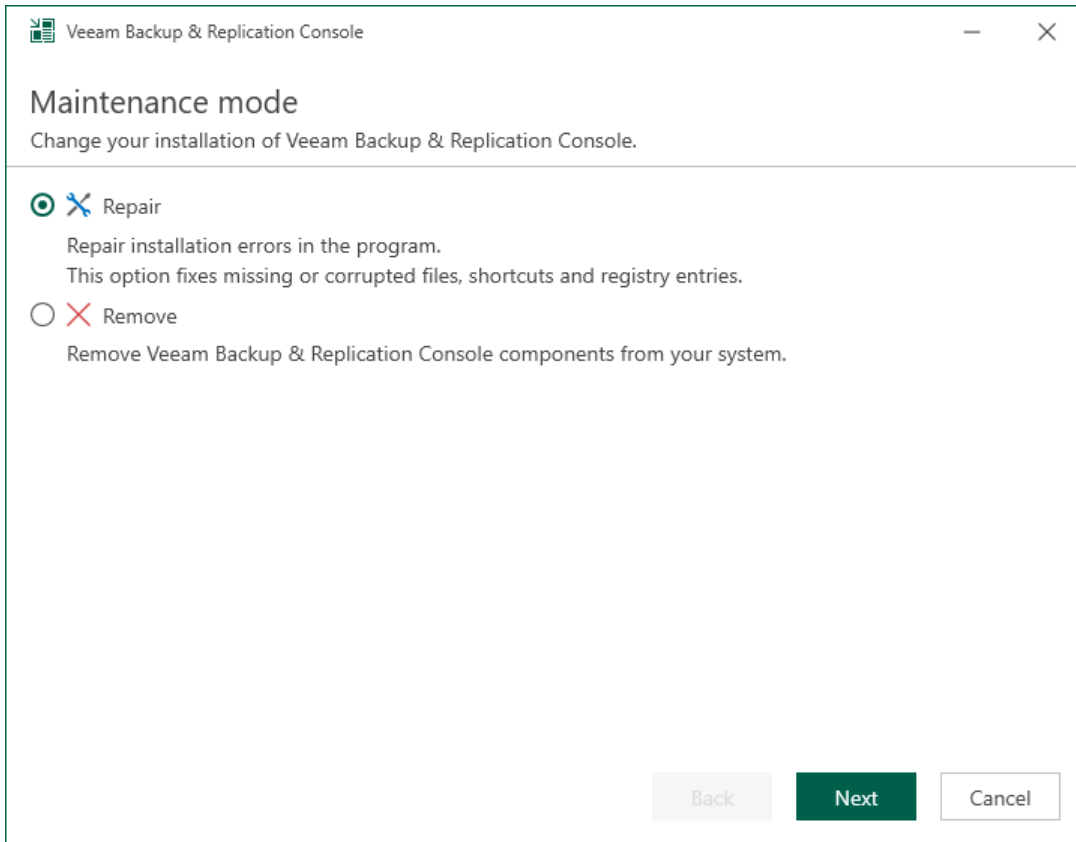 Veeam Backup & Replication Console
Maintenance mode
Change your installation of Veeam Backup & Replication Console.
Repair
Repair installation errors in the program.
This option fixes missing or corrupted files, shortcuts and registry entries.
Remove
Remove Veeam Backup & Replication Console components from your system.
Back Next Cancel